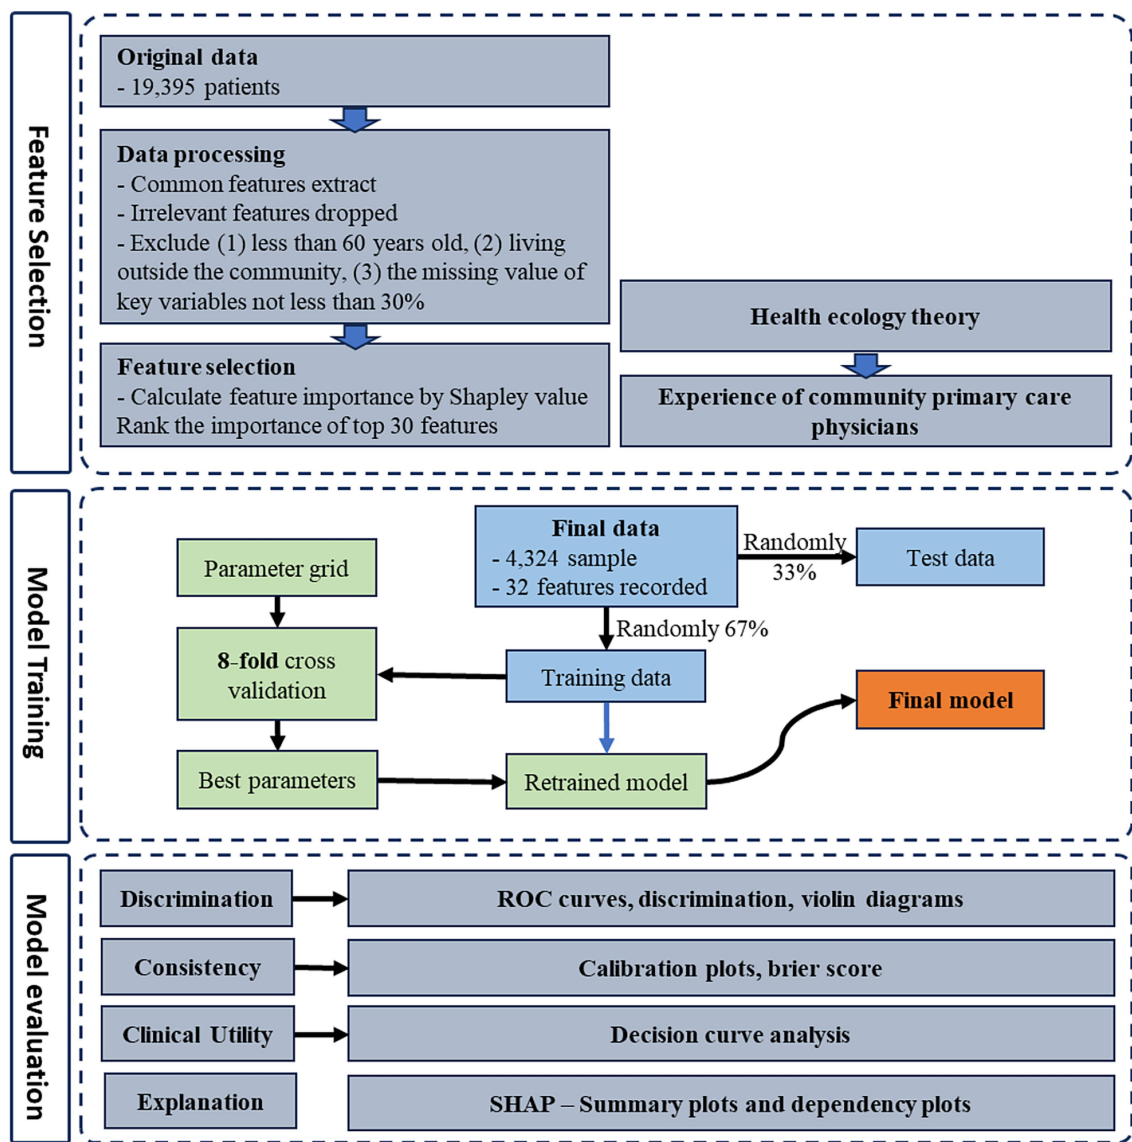 Feature Selection
Original data
- 19,395 patients
Data processing
- Common features extract
- Irrelevant features dropped
- Exclude (1) less than 60 years old, (2) living
outside the community, (3) the missing value of
key variables not less than 30%
Feature selection
- Calculate feature importance by Shapley value
Rank the importance of top 30 features
Health ecology theory
Experience of community primary care
physicians
Model Training
Parameter grid
8-fold cross
validation
Best parameters
Final data
- 4,324 sample
- 32 features recorded
Randomly
33%
Test data
Randomly 67%
Training data
Retrained model
Final model
Model evaluation
Discrimination
ROC curves, discrimination, violin diagrams
Consistency
Calibration plots, brier score
Clinical Utility
Decision curve analysis
Explanation
SHAP – Summary plots and dependency plots